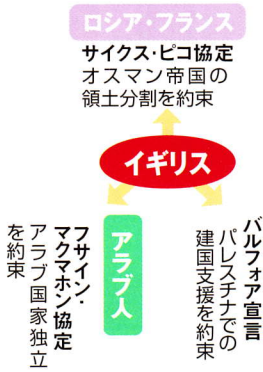 ロシア・フランス
サイクス・ピコ協定
オスマン帝国の
領土分割を約束
イギリス
バルフォア宣言
パレスチナでの
建国支援を約束
アラブ人
フサイン・
マクマホン協定
アラブ国家独立
を約束